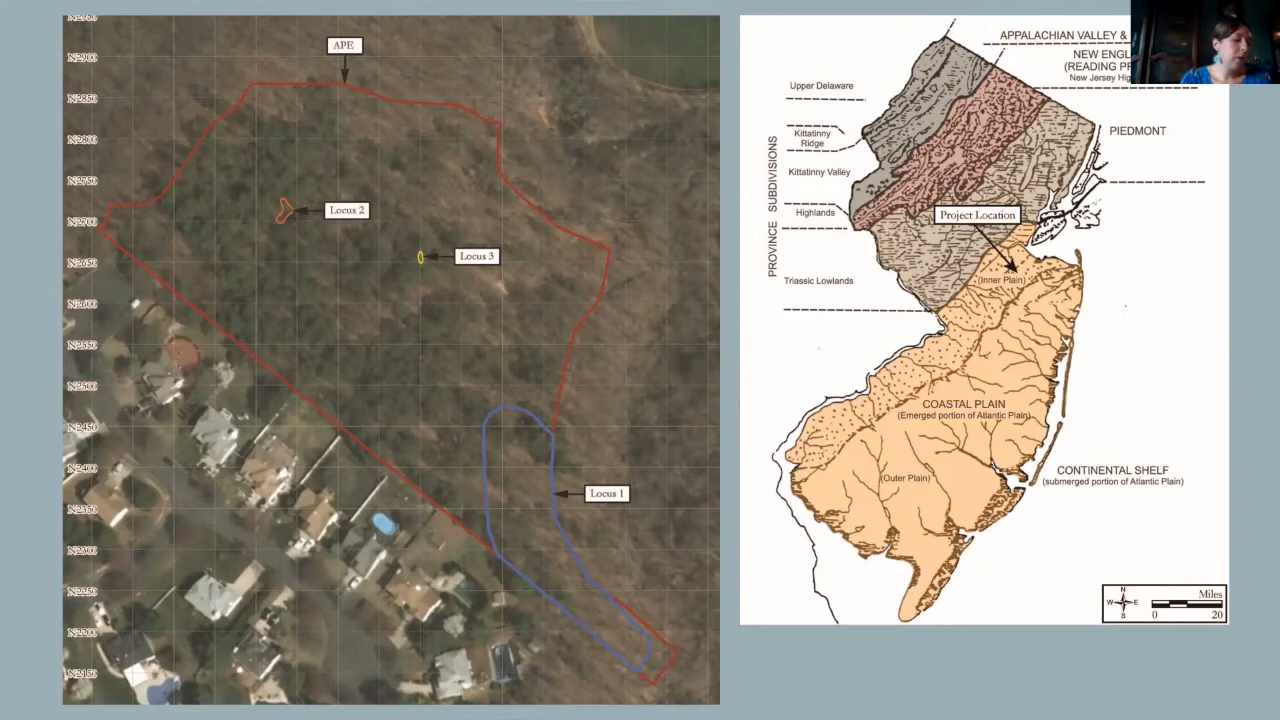 N2950
APE
N2900
N2850
N2800
N2750
N2700
Locus 2
N2650
Locus 3
N2600
N2550
N2500
N2450
N2400
Locus 1
N2350
N2300
N2250
N2200
N2150
APPALACHIAN VALLEY &
NEW ENGL
(READING PR
New Jersey Hig
Upper Delaware
Kittatinny
Ridge
Kittatinny Valley
Highlands
Triassic Lowlands
PROVINCE SUBDIVISIONS
PIEDMONT
Project Location
(Inner Plain)
COASTAL PLAIN
(Emerged portion of Atlantic Plain)
(Outer Plain)
CONTINENTAL SHELF
(submerged portion of Atlantic Plain)
N
W E
S
Miles
0 20